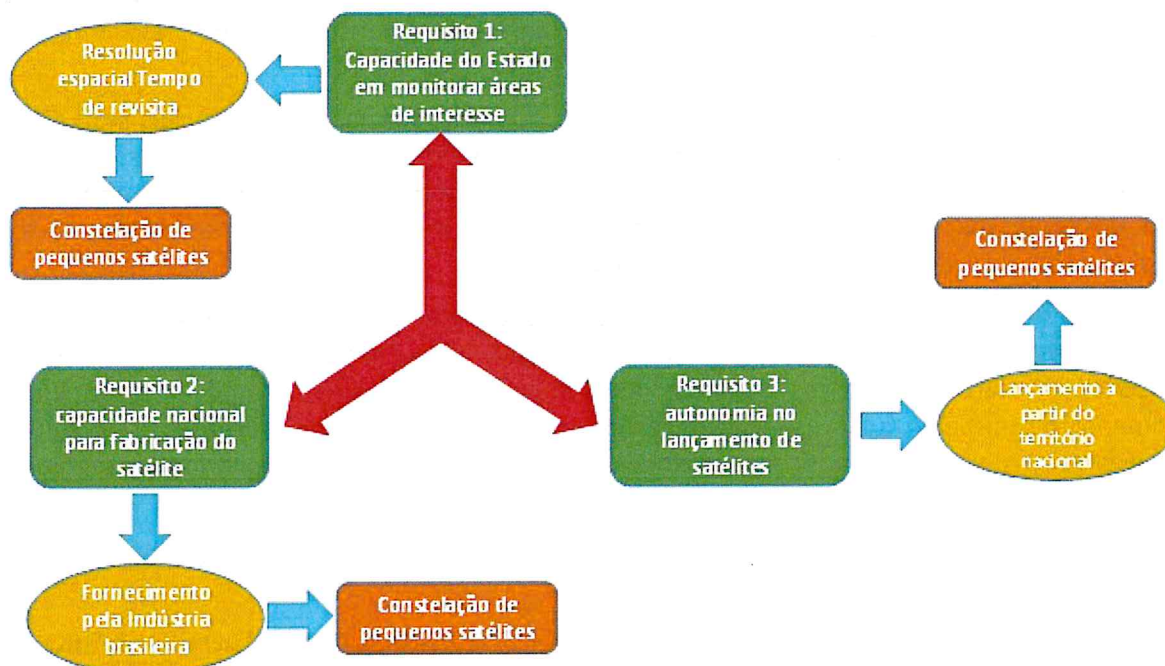 Requisito 1:
Capacidade do Estado
em monitorar áreas
de interesse
Resolução
espacial Tempo
de revisita
Constelação de
pequenos satélites
Constelação de
pequenos satélites
Requisito 2:
capacidade nacional
para fabricação do
satélite
Requisito 3:
autonomia no
lançamento de
satélites
Lançamento a
partir do
território
nacional
Fornecimento
pela Indústria
brasileira
Constelação de
pequenos satélites